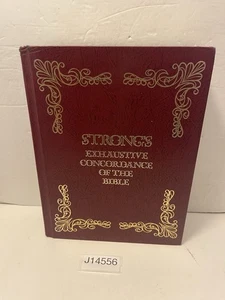 STRONG'S
EXHAUSTIVE
CONCORDANCE
OF THE
BIBLE
J14556